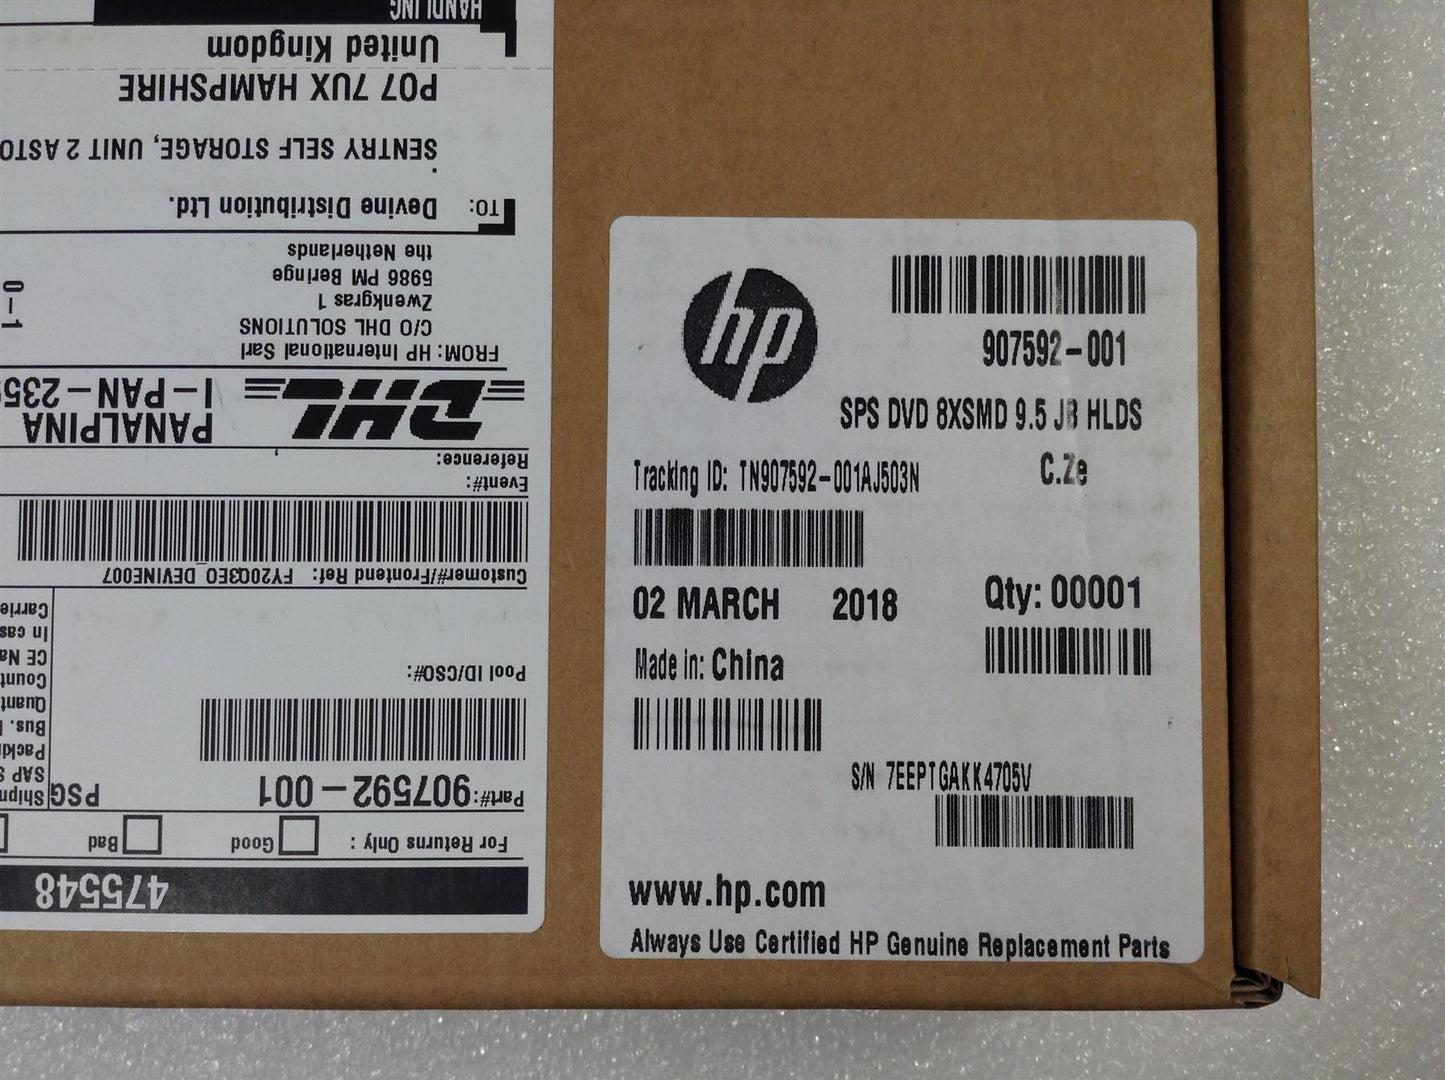 hp
907592-001
SPS DVD 8XSMD 9.5 JB HLDS
Tracking ID: TN907592-001AJ503N
C.Ze
02 MARCH 2018
Qty: 00001
Made in: China
S/N 7EEPTGAKK4705V
www.hp.com
Always Use Certified HP Genuine Replacement Parts
475548
For Returns Only :
Good
Bad
Part#: 907592-001
PSG
Pool ID/CSO#:
Customer#/Frontend Ref: FY20Q3EO_DEVINE007
Event#:
Reference:
DHL
PANALPINA
FROM: HP International Sarl
C/O DHL SOLUTIONS
Zwenkgras 1
5986 PM Beringe
the Netherlands
0-1
TO: Devine Distribution Ltd.
SENTRY SELF STORAGE, UNIT 2
PO7 7UX HAMPSHIRE
United Kingdom
HANDLING